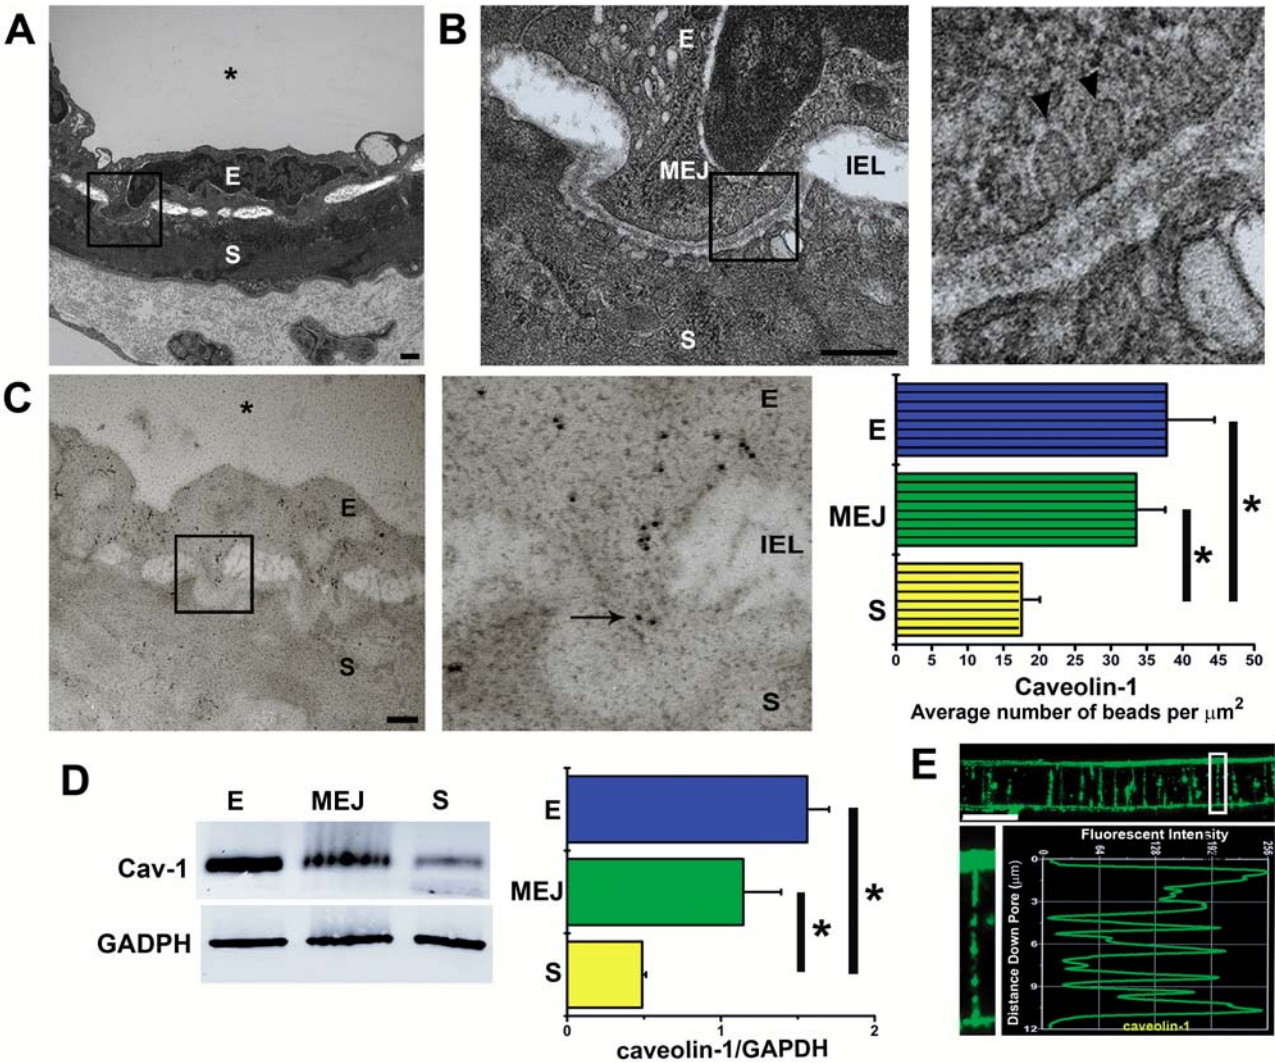 A
*
E
S
B
E
MEJ
IEL
S
C
*
E
S
E
IEL
S
E
MEJ
S
*
*
0 5 10 15 20 25 30 35 40 45 50
Caveolin-1
Average number of beads per μm2
D
E MEJ S
Cav-1
GADPH
E
MEJ
S
*
*
0 1 2
caveolin-1/GAPDH
E
Fluorescent Intensity
0 64 128 192 256
Distance Down Pore (μm)
0
3
6
9
12
caveolin-1